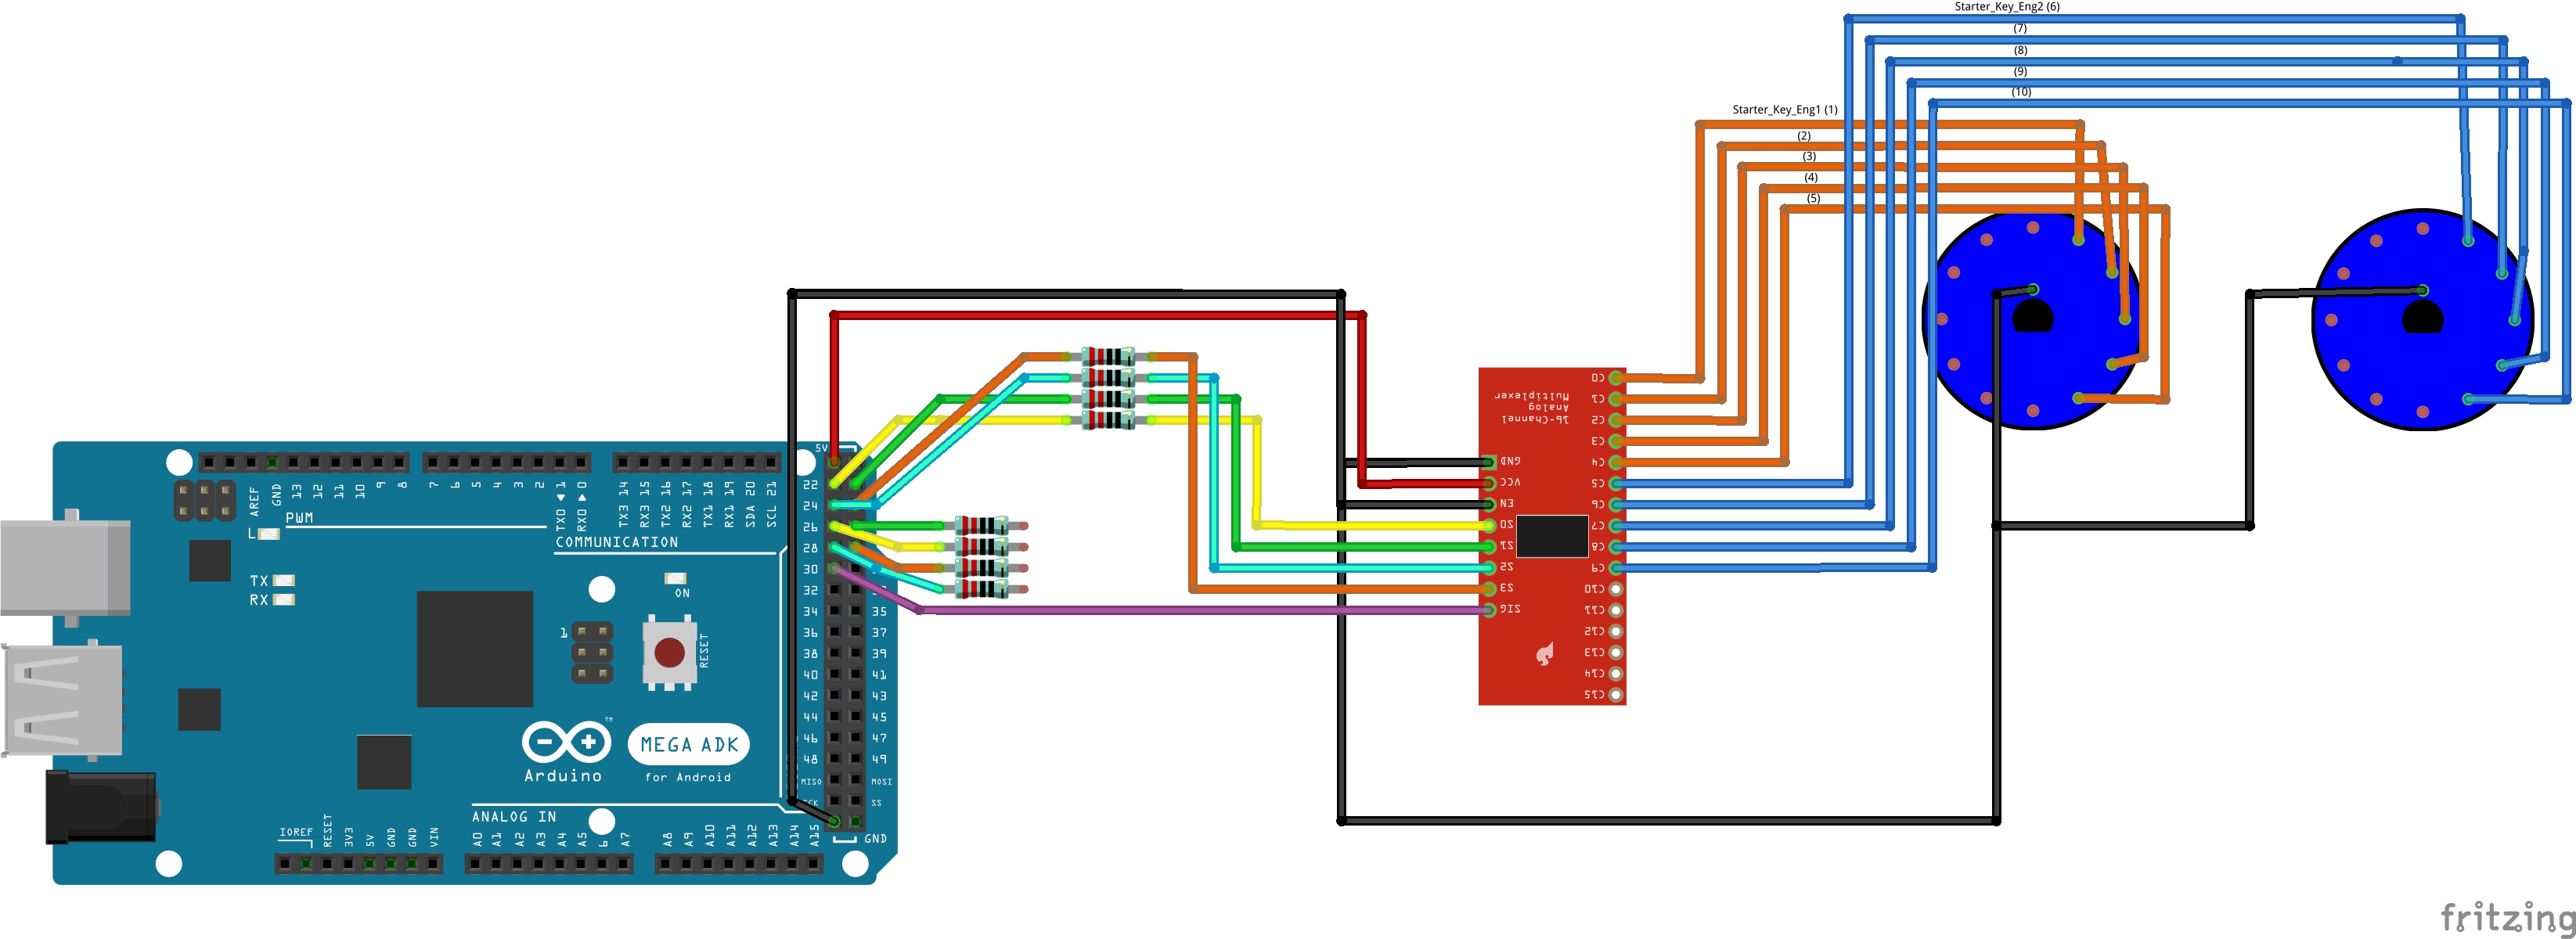 Starter_Key_Eng2 (6)
(7)
(8)
(9)
(10)
Starter_Key_Eng1 (1)
(2)
(3)
(4)
(5)
16-Channel
Analog
Multiplexer
GND
VCC
EN
S0
S1
S2
S3
SIG
C0
C1
C2
C3
C4
C5
C6
C7
C8
C9
C10
C11
C12
C13
C14
C15
5V
AREF
GND
13
12
11
10
9
8
7
6
5
4
3
2
TX0 1
RX0 0
TX3 14
RX3 15
TX2 16
RX2 17
TX1 18
RX1 19
SDA 20
SCL 21
PWM
COMMUNICATION
L
TX
RX
ON
1
RESET
22
24
26
28
30
32
34 35
36 37
38 39
40 41
42 43
44 45
46 47
48 49
MISO MOSI
SS
GND
TM
Arduino
MEGA ADK
for Android
ANALOG IN
IOREF
RESET
3V3
5V
GND
GND
VIN
A0
A1
A2
A3
A4
A5
A7
A8
A9
A10
A11
A12
A13
A14
A15
fritzing